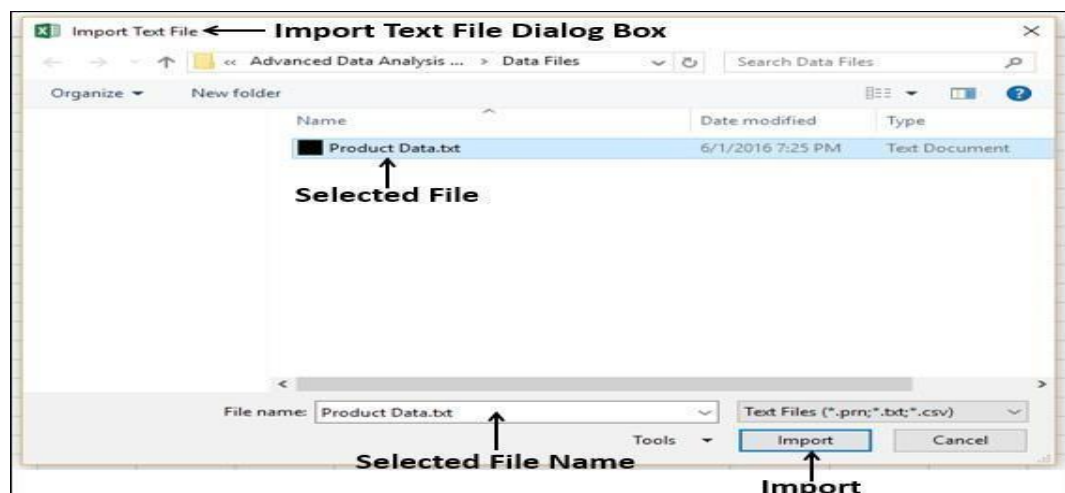 Import Text File Import Text File Dialog Box
« Advanced Data Analysis ... > Data Files Search Data Files
Organize New folder
Name Date modified Type
Product Data.txt 6/1/2016 7:25 PM Text Document
Selected File
File name: Product Data.txt Text Files (*.prn;*.txt;*.csv)
Tools Import Cancel
Selected File Name
Import